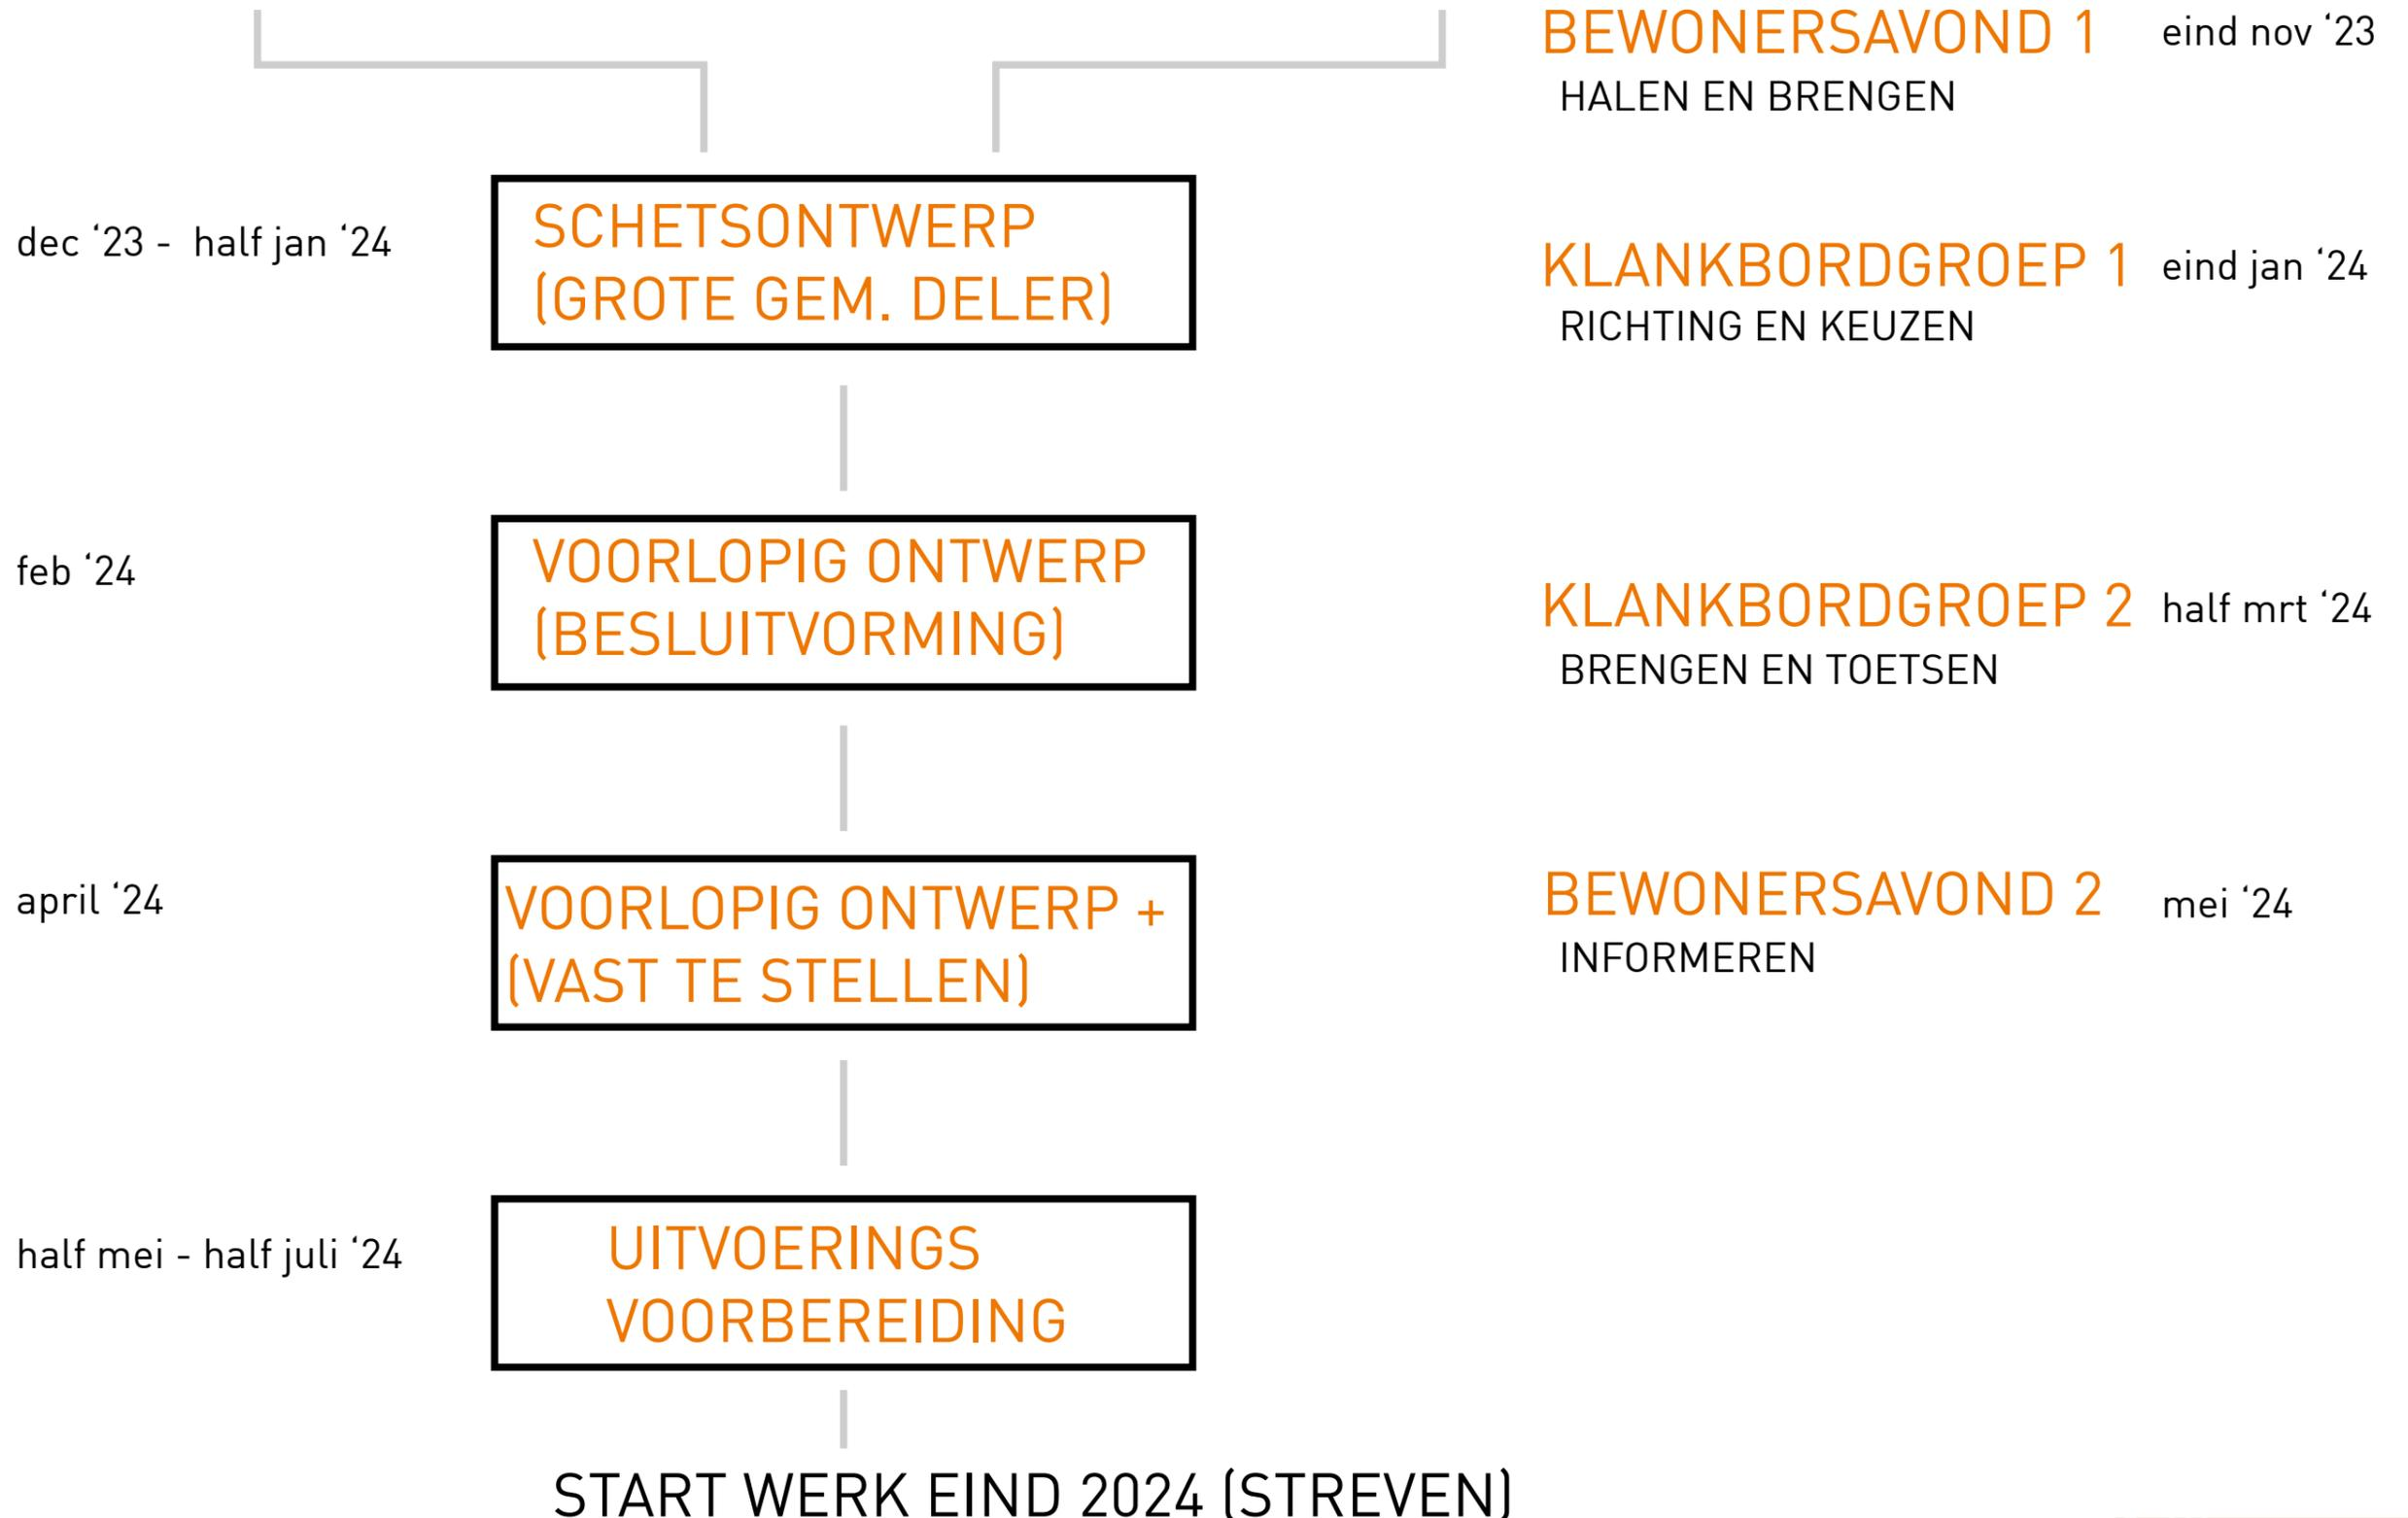 BEWONERSAVOND 1 eind nov ‘23
HALEN EN BRENGEN
dec ‘23 - half jan ‘24
SCHETSONTWERP
(GROTE GEM. DELER)
KLANKBORDGROEP 1 eind jan ‘24
RICHTING EN KEUZEN
feb ‘24
VOORLOPIG ONTWERP
(BESLUITVORMING)
KLANKBORDGROEP 2 half mrt ‘24
BRENGEN EN TOETSEN
april ‘24
VOORLOPIG ONTWERP +
(VAST TE STELLEN)
BEWONERSAVOND 2 mei ‘24
INFORMEREN
half mei - half juli ‘24
UITVOERINGS
VOORBEREIDING
START WERK EIND 2024 (STREVEN)